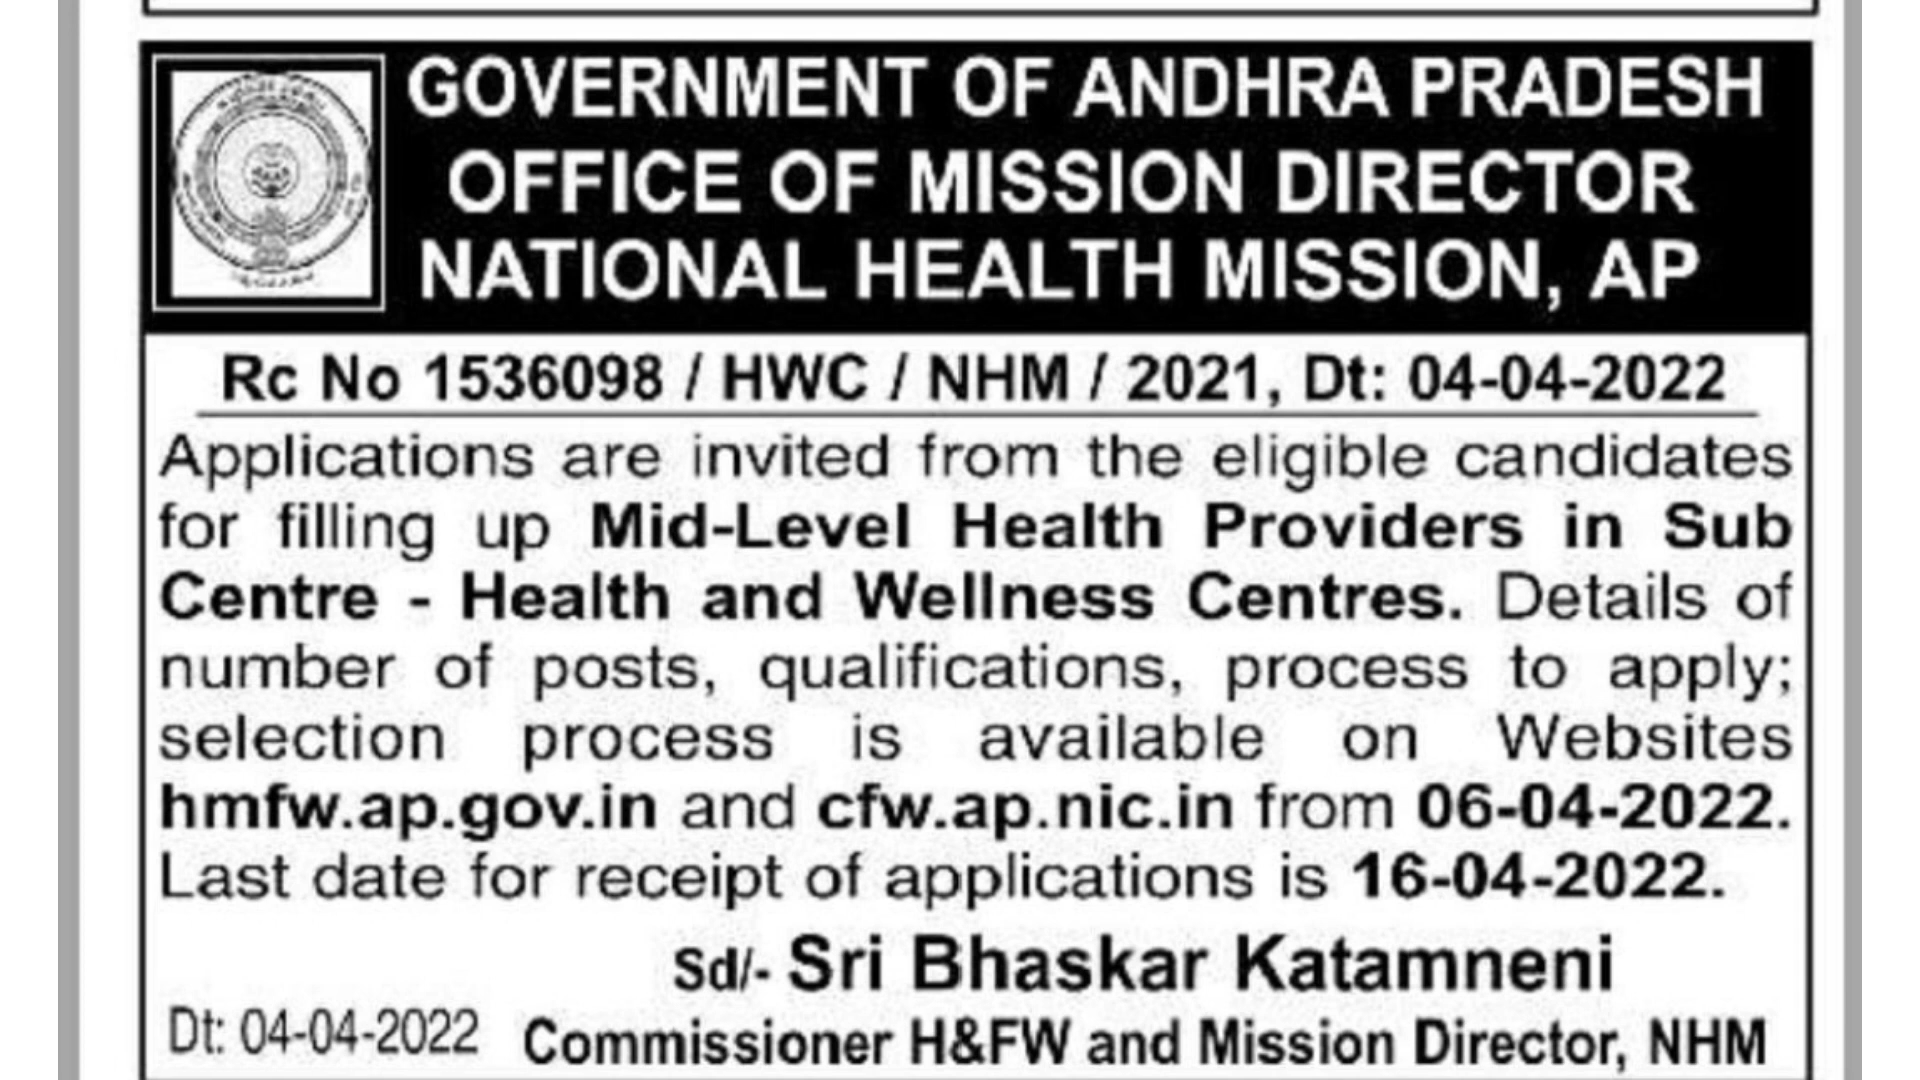 GOVERNMENT OF ANDHRA PRADESH
OFFICE OF MISSION DIRECTOR
NATIONAL HEALTH MISSION, AP
Rc No 1536098 / HWC / NHM / 2021, Dt: 04-04-2022
Applications are invited from the eligible candidates
for filling up Mid-Level Health Providers in Sub
Centre - Health and Wellness Centres. Details of
number of posts, qualifications, process to apply;
selection process is available on Websites
hmfw.ap.gov.in and cfw.ap.nic.in from 06-04-2022.
Last date for receipt of applications is 16-04-2022.
Sd/- Sri Bhaskar Katamneni
Dt: 04-04-2022 Commissioner H&FW and Mission Director, NHM